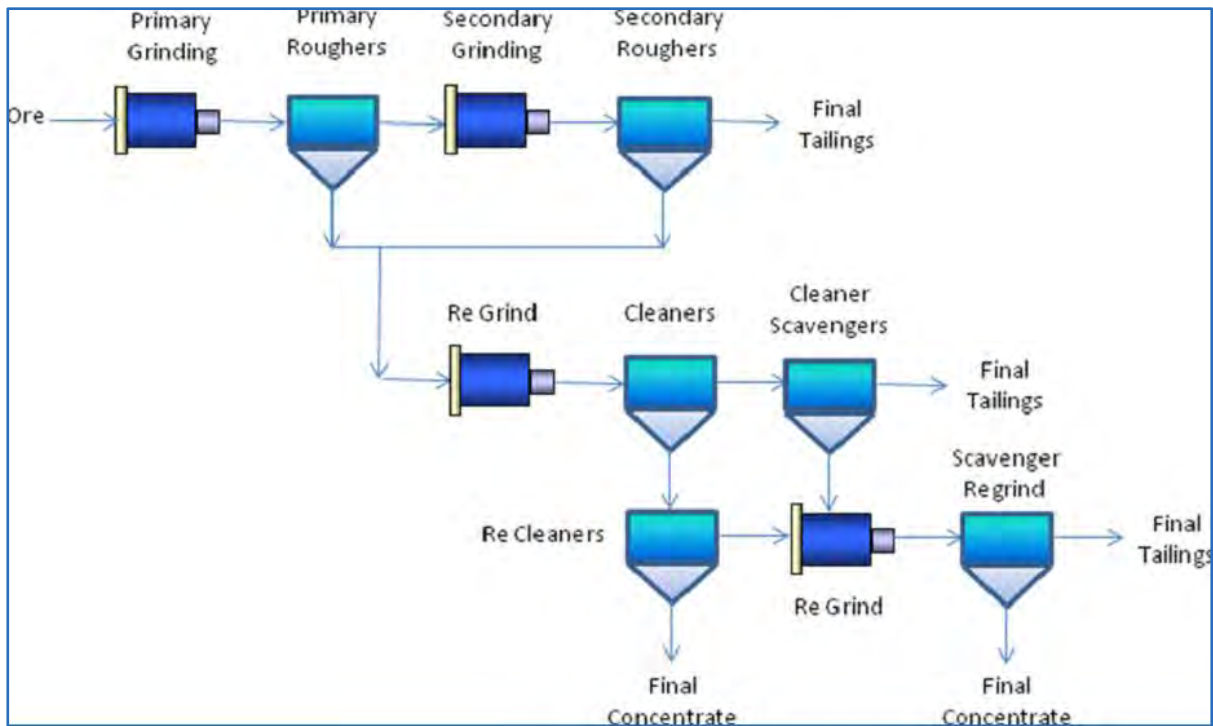 Primary
Grinding
Primary
Roughers
Secondary
Grinding
Secondary
Roughers
Ore
Final
Tailings
Re Grind
Cleaners
Cleaner
Scavengers
Final
Tailings
Scavenger
Regrind
Re Cleaners
Final
Tailings
Re Grind
Final
Concentrate
Final
Concentrate